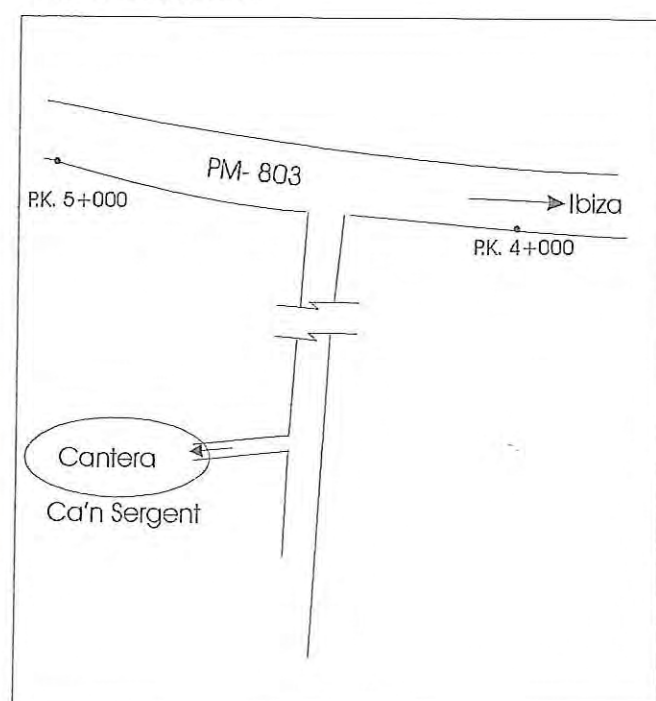 PM- 803
Ibiza
P.K. 5+000
P.K. 4+000
Cantera
Ca'n Sergent